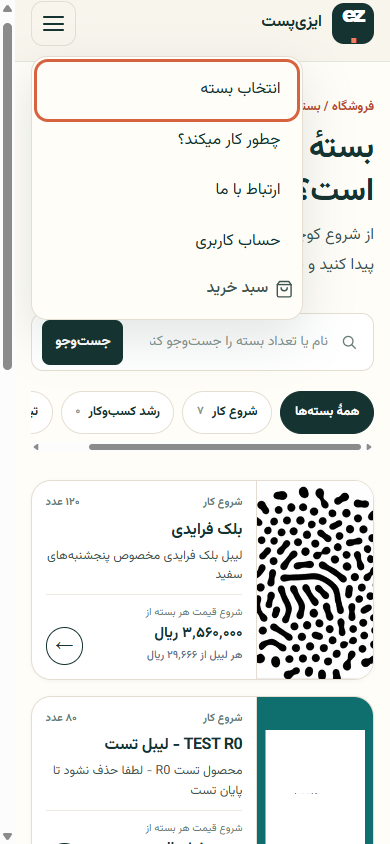 ez.
ایزی‌پست
انتخاب بسته
چطور کار میکند؟
ارتباط با ما
حساب کاربری
سبد خرید
فروشگاه /
بستهٔ
است؟
از شروع
پیدا کنید و
نام یا تعداد بسته را جست‌وجو کنـ
جست‌وجو
همهٔ بسته‌ها
شروع کار ۷
رشد کسب‌وکار ۰
شروع کار
۱۲۰ عدد
بلک فرایدی
لیبل بلک فرایدی مخصوص پنجشنبه‌های
سفید
شروع قیمت هر بسته از
۳,۵۶۰,۰۰۰ ریال
هر لیبل از ۲۹,۶۶۶ ریال
←
شروع کار
۸۰ عدد
TEST R0 - لیبل تست
محصول تست R0 - لطفا حذف نشود تا
پایان تست
شروع قیمت هر بسته از